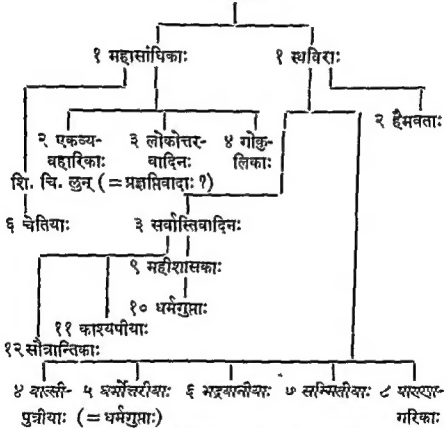 १ महासांघिकाः १ स्थविराः
२ हैमवताः
२ एकव्य- ३ लोकोत्तर- ४ गोकु-
वहारिकाः वादिनः लिकाः
शि. चि. लुन् (=प्रज्ञप्तिवादाः ?)
६ चेतियाः ३ सर्वास्तिवादिनः
९ महीशासकाः
१० धर्मगुप्ताः
११ काश्यपीयाः
१२ सौत्रान्तिकाः
४ वात्सी- ५ धर्मोत्तरीयाः ६ भद्रयानीयाः ७ सम्मितीयाः ८ षाण्णा-
पुत्रीयाः (=धर्मगुप्ताः) गरिकाः